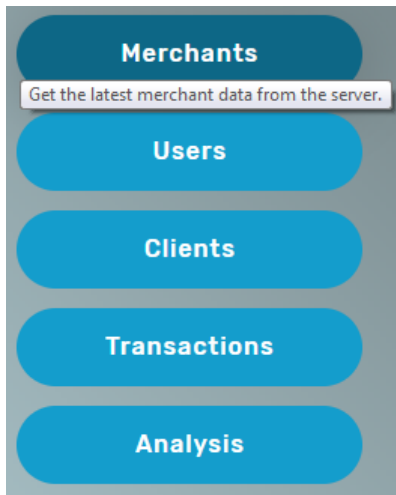 Merchants
Get the latest merchant data from the server.
Users
Clients
Transactions
Analysis